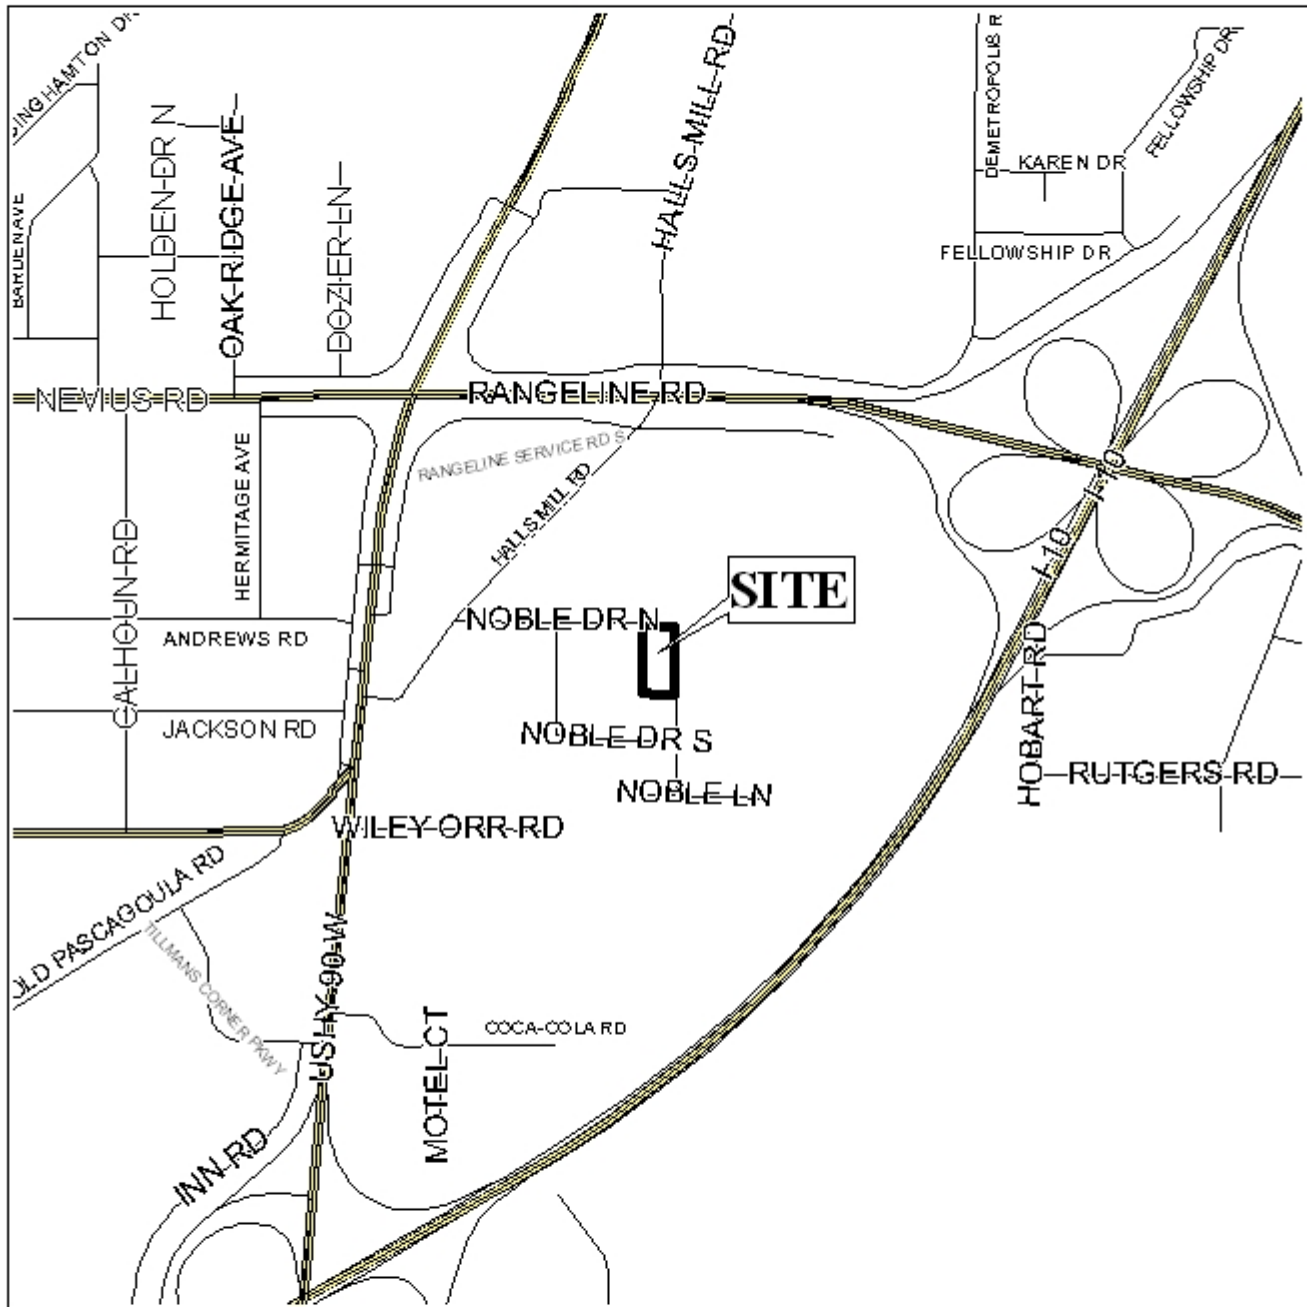 INGHAMTON DR
HOLDEN DR N
OAK RIDGE AVE
DOZIER LN
BARDEN AVE
HALLS MILL RD
DEMETROPOLIS R
FELLOWSHIP DR
KAREN DR
FELLOWSHIP DR
NEVIUS RD
RANGELINE RD
HERMITAGE AVE
RANGELINE SERVICE RD S
HALLS MILL RD
I-10
I-10
CALHOUN RD
SITE
NOBLE DR N
ANDREWS RD
HOBART RD
JACKSON RD
NOBLE DR S
RUTGERS RD
NOBLE LN
WILEY ORR RD
OLD PASCAGOULA RD
TILLMANS CORNER PKWY
US HY 90 W
MOTEL CT
COCA-COLA RD
INN RD